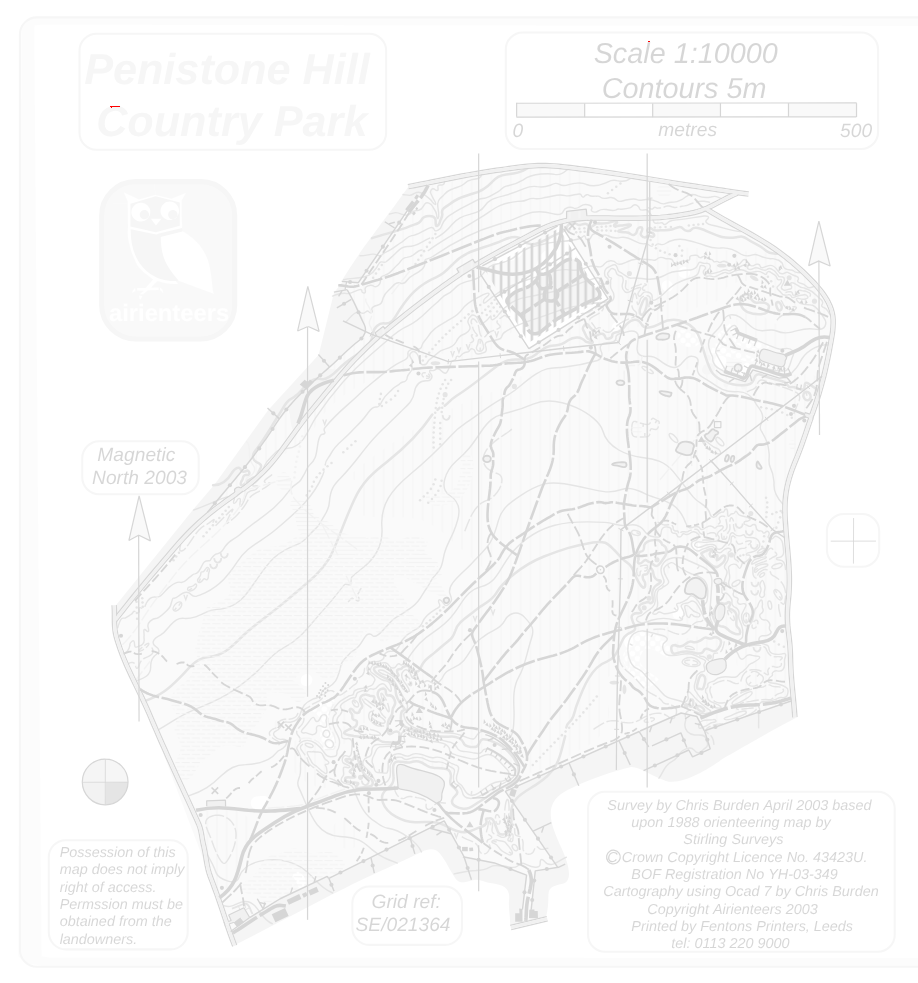 Penistone Hill
Country Park
Scale 1:10000
Contours 5m
0 metres 500
airienteers
Magnetic
North 2003
Possession of this
map does not imply
right of access.
Permssion must be
obtained from the
landowners.
Grid ref:
SE/021364
Survey by Chris Burden April 2003 based
upon 1988 orienteering map by
Stirling Surveys
©Crown Copyright Licence No. 43423U.
BOF Registration No YH-03-349
Cartography using Ocad 7 by Chris Burden
Copyright Airienteers 2003
Printed by Fentons Printers, Leeds
tel: 0113 220 9000